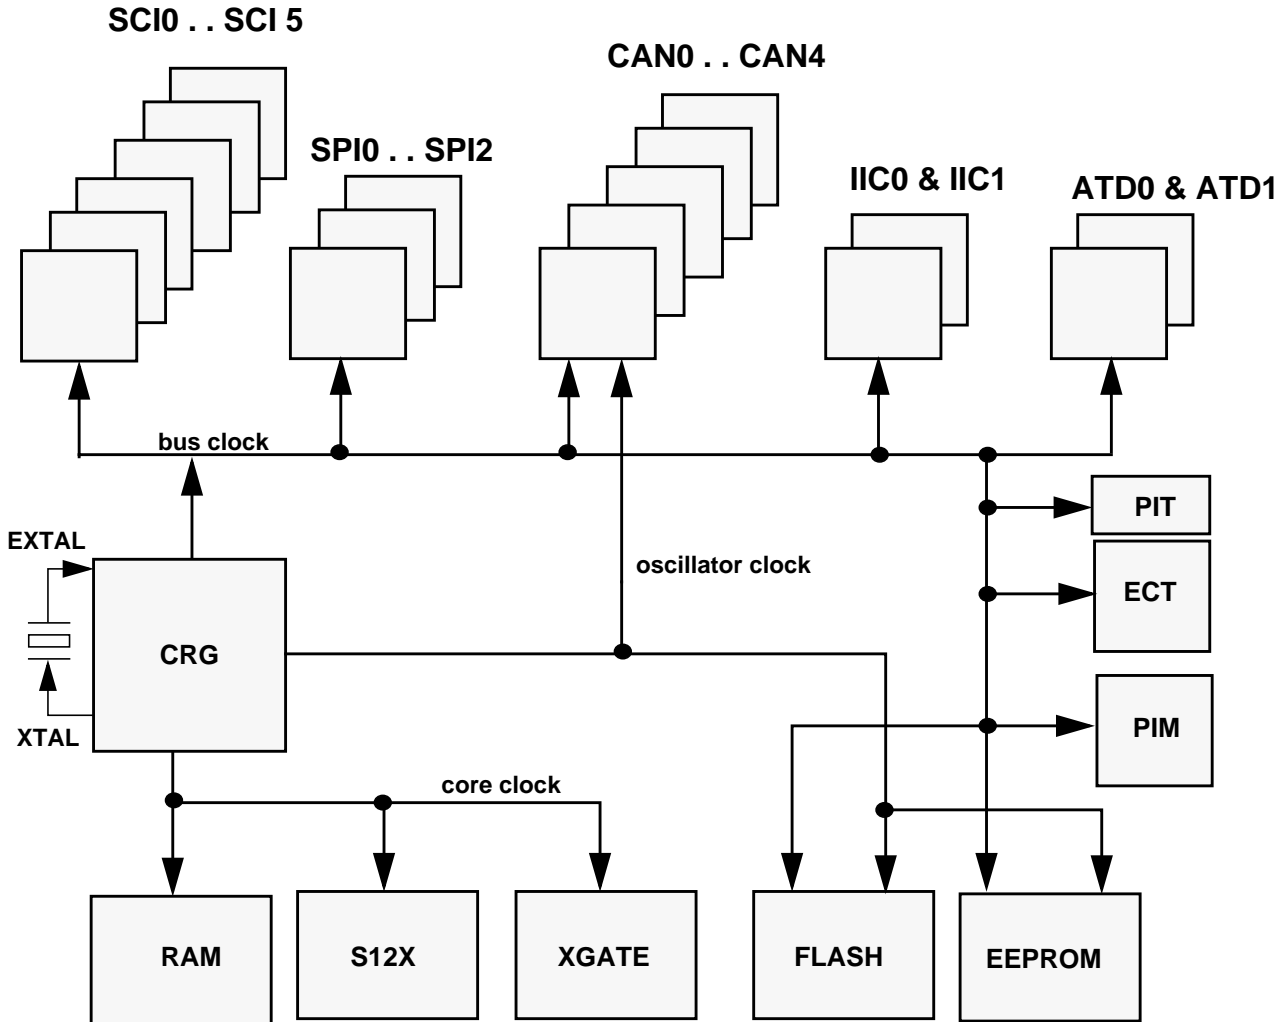 SCI0 . . SCI 5
CAN0 . . CAN4
SPI0 . . SPI2
IIC0 & IIC1
ATD0 & ATD1
bus clock
PIT
EXTAL
oscillator clock
ECT
CRG
XTAL
PIM
core clock
RAM
S12X
XGATE
FLASH
EEPROM